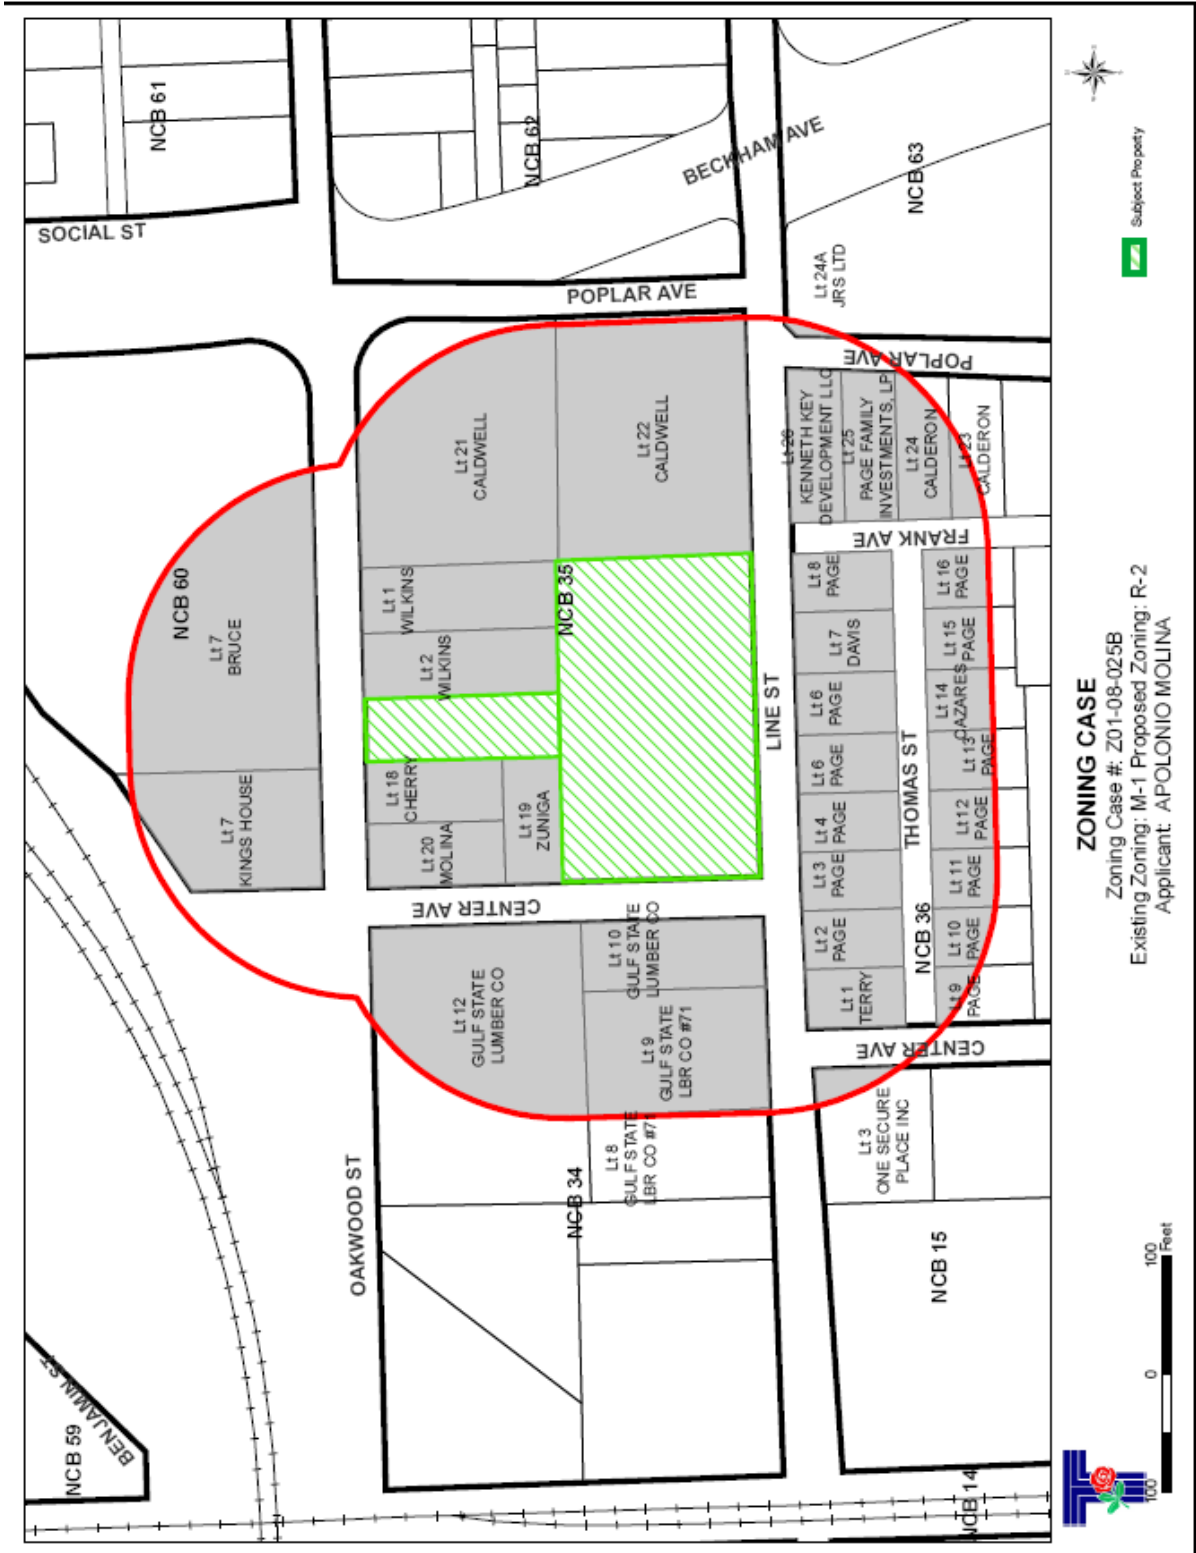 NCB 61
SOCIAL ST
NCB 62
BECKHAM AVE
NCB 63
POPLAR AVE
Lt 24A
JRS LTD
POPLAR AVE
NCB 60
Lt 7
BRUCE
Lt 7
KINGS HOUSE
Lt 21
CALDWELL
Lt 22
CALDWELL
Lt 1
WILKINS
Lt 2
WILKINS
NCB 35
Lt 18
CHERRY
Lt 19
ZUNIGA
Lt 20
MOLINA
LINE ST
CENTER AVE
Lt 26
KENNETH KEY
DEVELOPMENT LLC
Lt 25
PAGE FAMILY
INVESTMENTS, LP
Lt 24
CALDERON
Lt 23
CALDERON
FRANK AVE
Lt 8
PAGE
Lt 7
DAVIS
Lt 6
PAGE
Lt 6
PAGE
Lt 4
PAGE
Lt 3
PAGE
Lt 2
PAGE
Lt 1
TERRY
THOMAS ST
NCB 36
Lt 16
PAGE
Lt 15
PAGE
Lt 14
CAZARES
Lt 13
PAGE
Lt 12
PAGE
Lt 11
PAGE
Lt 10
PAGE
Lt 9
PAGE
CENTER AVE
Lt 12
GULF STATE
LUMBER CO
Lt 10
GULF STATE
LUMBER CO
Lt 9
GULF STATE
LBR CO #71
Lt 8
GULF STATE
LBR CO #71
NCB 34
OAKWOOD ST
Lt 3
ONE SECURE
PLACE INC
NCB 15
NCB 14
BENJAMIN ST
NCB 59
Subject Property
ZONING CASE
Zoning Case #: Z01-08-025B
Existing Zoning: M-1 Proposed Zoning: R-2
Applicant: APOLONIO MOLINA
100 0 100
Feet